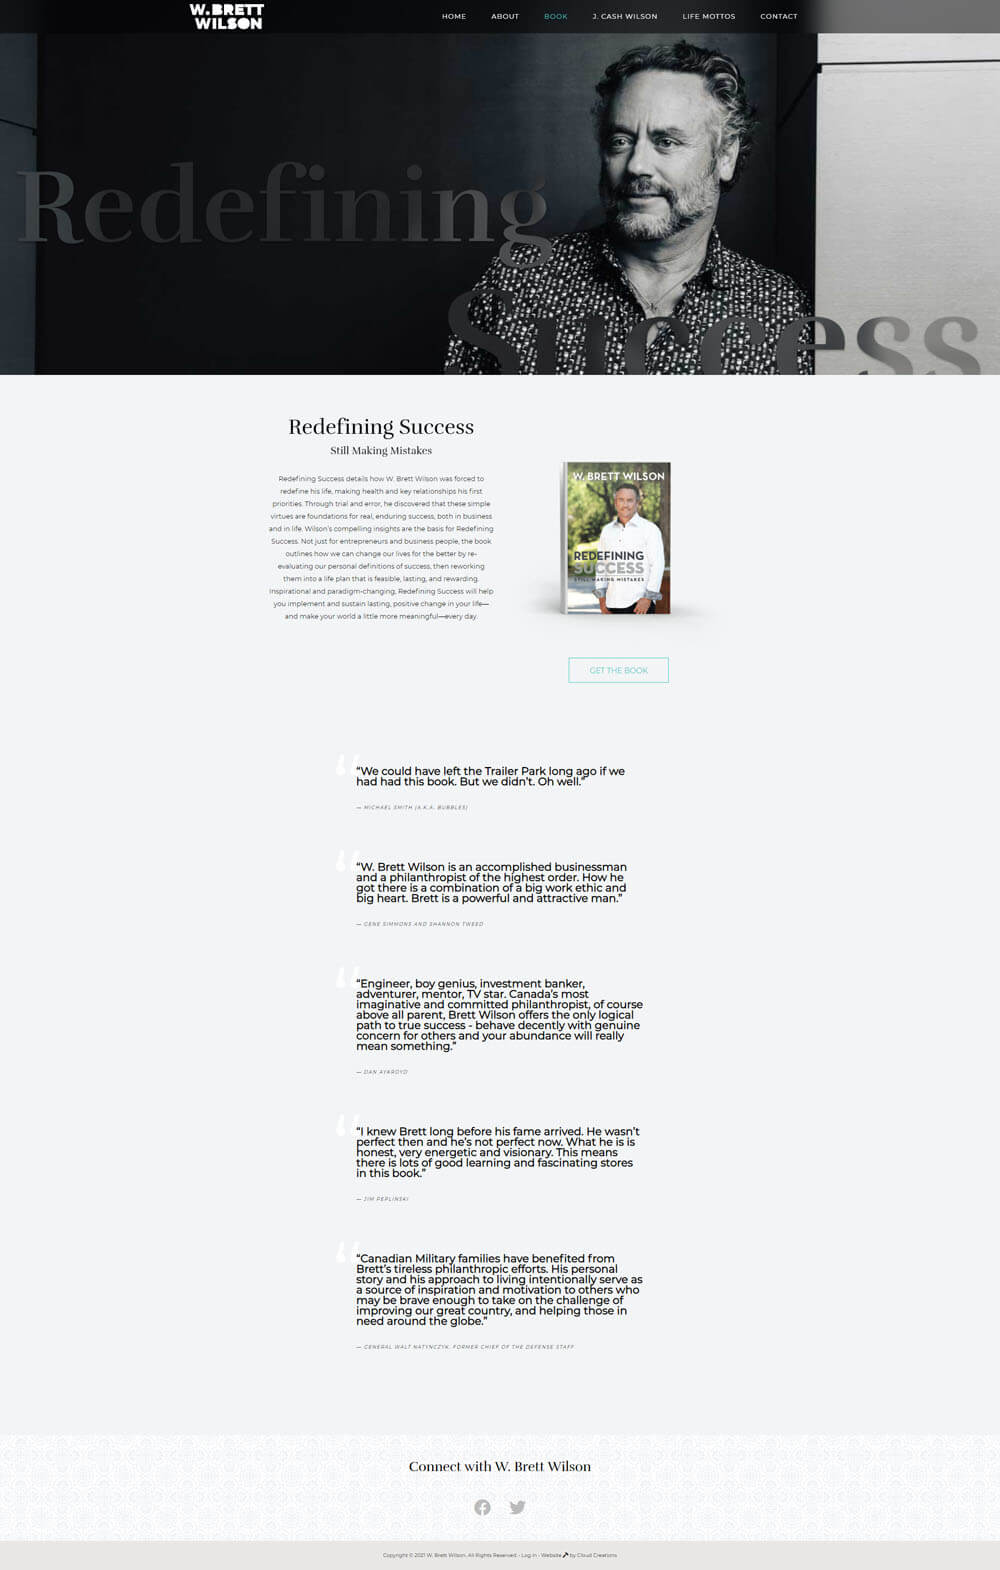 W. BRETT
WILSON
HOME ABOUT BOOK J. CASH WILSON LIFE MOTTOS CONTACT
Redefining
Success
Redefining Success
Still Making Mistakes
Redefining Success details how W. Brett Wilson was forced to
redefine his life, making health and key relationships his first
priorities. Through trial and error, he discovered that these simple
virtues are foundations for real, enduring success, both in business
and in life. Wilson's compelling insights are the basis for Redefining
Success. Not just for entrepreneurs and business people, the book
outlines how we can change our lives for the better by re-
evaluating our personal definitions of success, then reworking
them into a life plan that is feasible, lasting, and rewarding.
Inspirational and paradigm-changing, Redefining Success will help
you implement and sustain lasting, positive change in your life—
and make your world a little more meaningful—every day.
W. BRETT WILSON
REDEFINING
SUCCESS
STILL MAKING MISTAKES
GET THE BOOK
“We could have left the Trailer Park long ago if we
had had this book. But we didn’t. Oh well.”
— MICHAEL SMITH (A.K.A. BUBBLES)
“W. Brett Wilson is an accomplished businessman
and a philanthropist of the highest order. How he
got there is a combination of a big work ethic and
big heart. Brett is a powerful and attractive man.”
— GENE SIMMONS AND SHANNON TWEED
“Engineer, boy genius, investment banker,
adventurer, mentor, TV star. Canada’s most
imaginative and committed philanthropist, of course
above all parent, Brett Wilson offers the only logical
path to true success - behave decently with genuine
concern for others and your abundance will really
mean something.”
— DAN AYKROYD
“I knew Brett long before his fame arrived. He wasn’t
perfect then and he’s not perfect now. What he is is
honest, very energetic and visionary. This means
there is lots of good learning and fascinating stores
in this book.”
— JIM PEPLINSKI
“Canadian Military families have benefited from
Brett’s tireless philanthropic efforts. His personal
story and his approach to living intentionally serve as
a source of inspiration and motivation to others who
may be brave enough to take on the challenge of
improving our great country, and helping those in
need around the globe.”
— GENERAL WALT NATYNCZYK, FORMER CHIEF OF THE DEFENSE STAFF
Connect with W. Brett Wilson
Copyright © 2021 W. Brett Wilson. All Rights Reserved. • Log in • Website by Cloud Creations